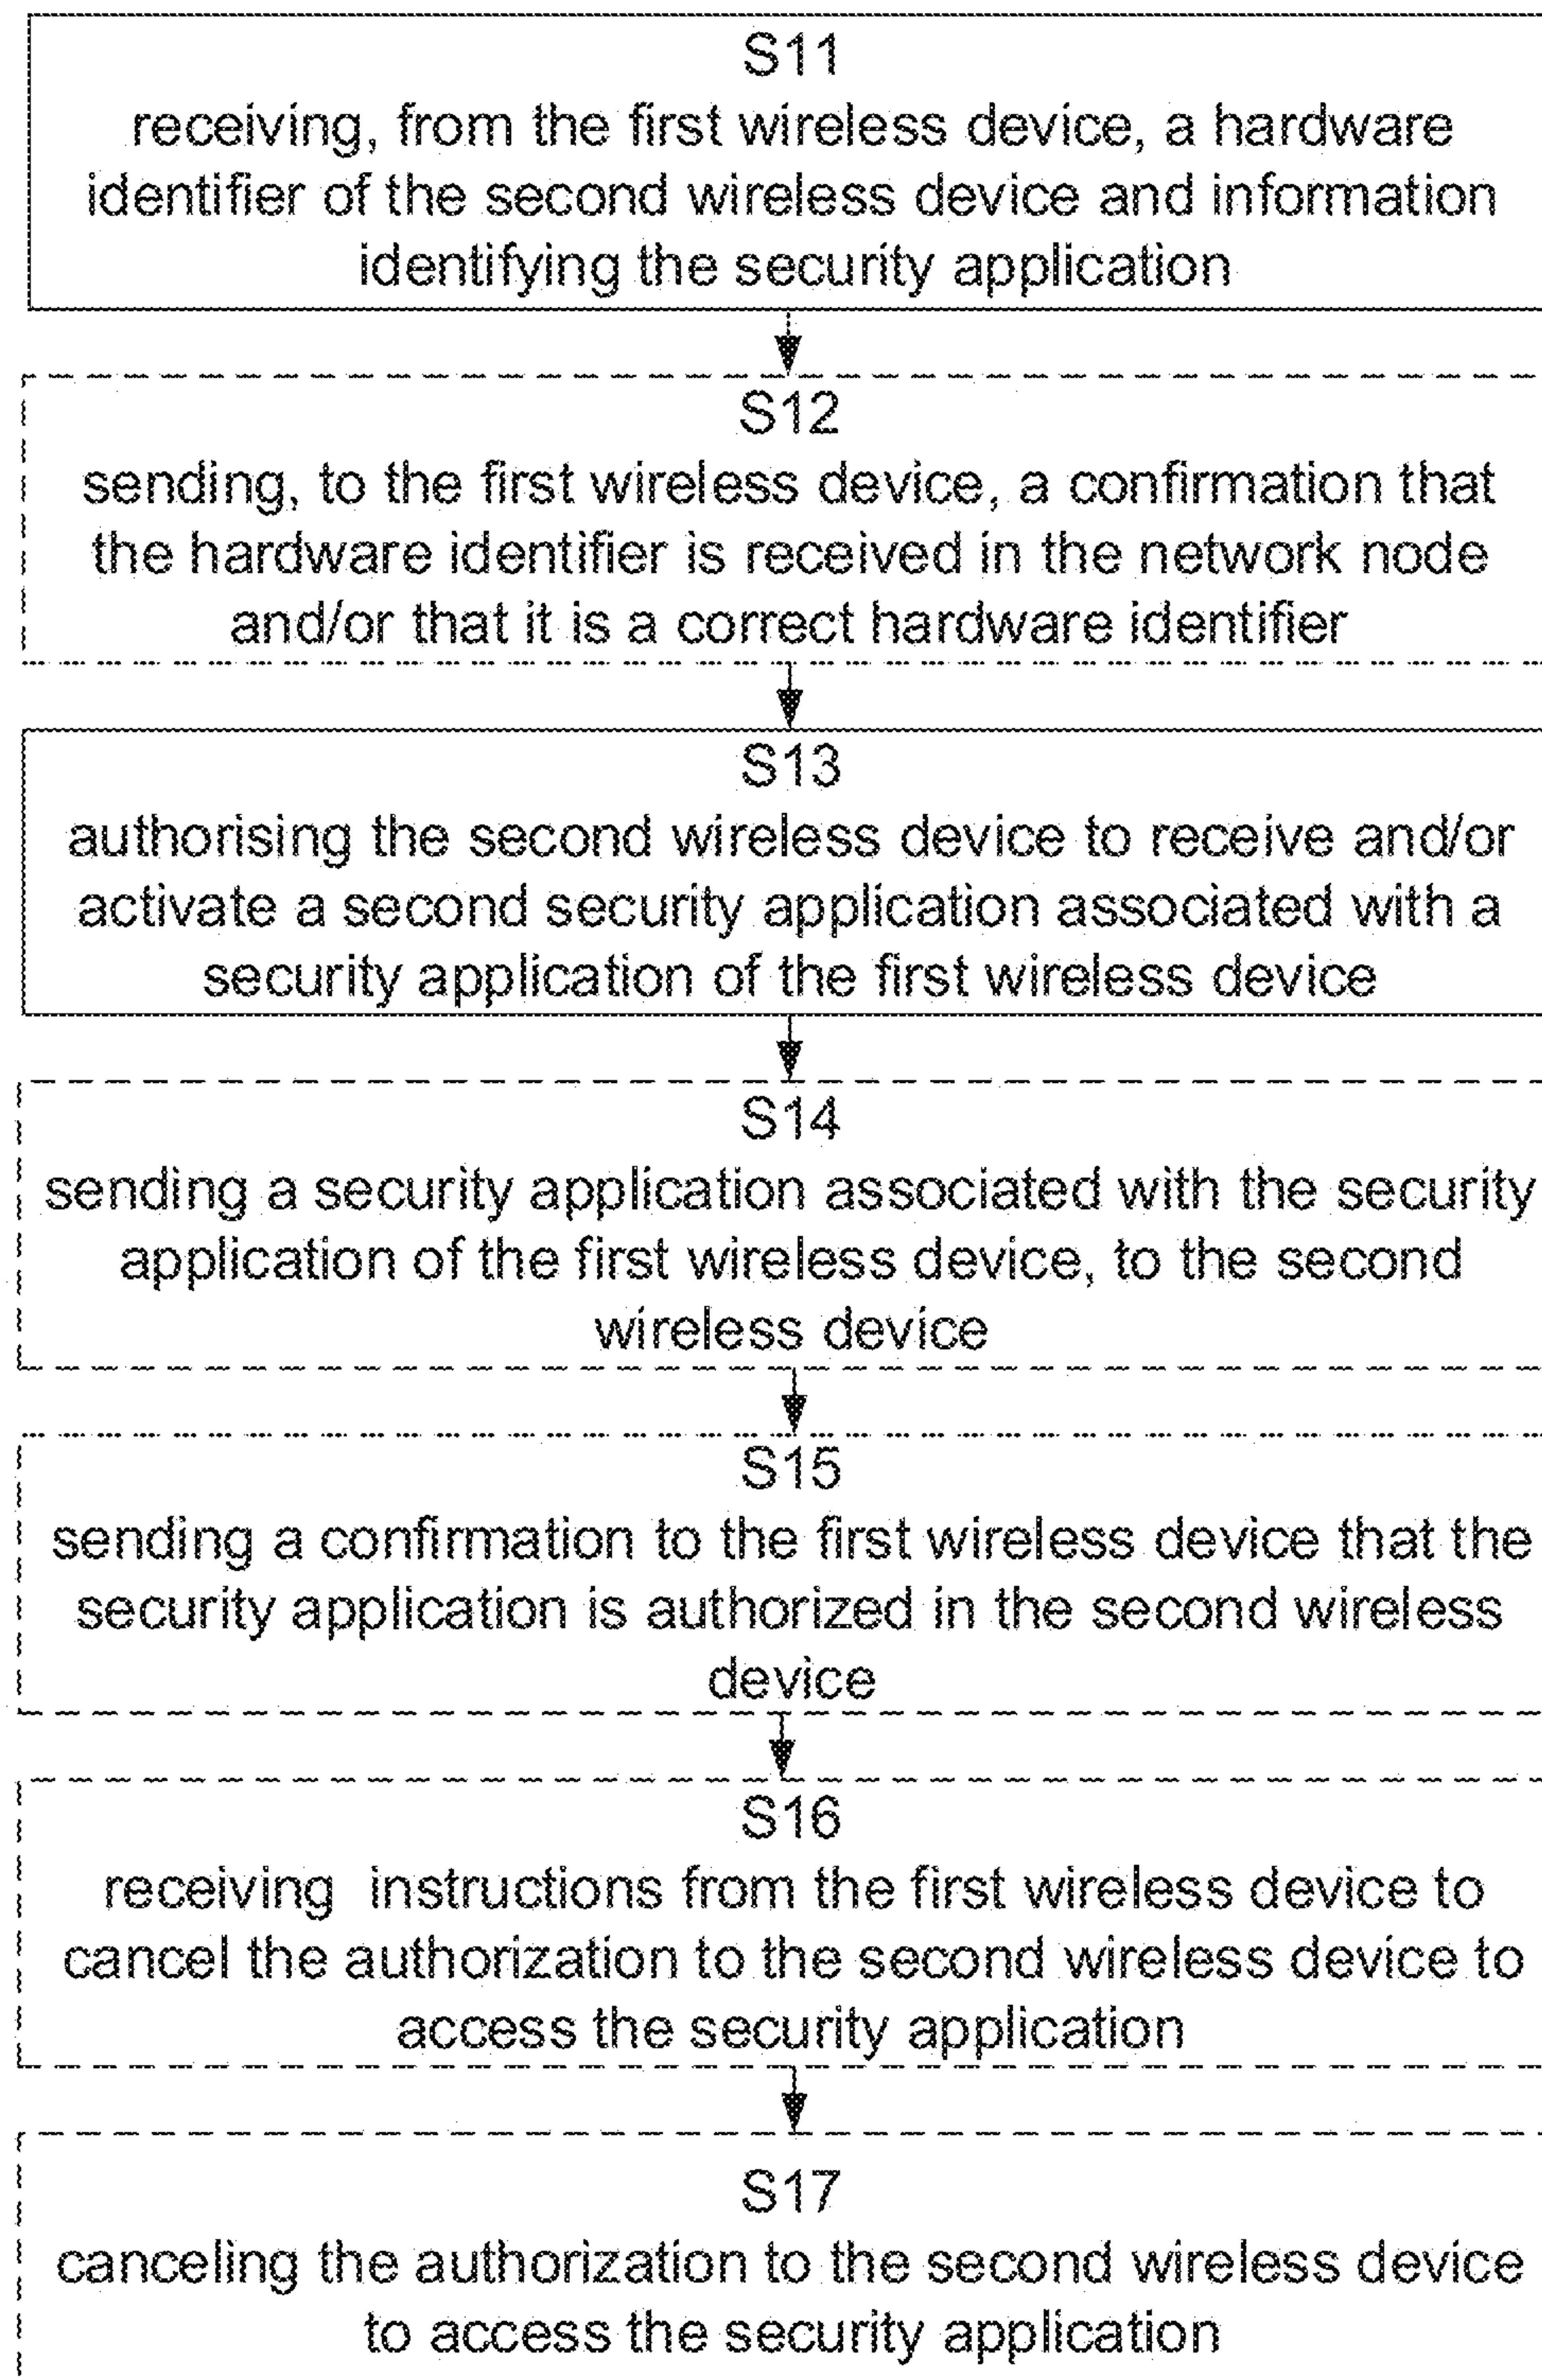 S11
receiving, from the first wireless device, a hardware
identifier of the second wireless device and information
identifying the security application
S12
sending, to the first wireless device, a confirmation that
the hardware identifier is received in the network node
and/or that it is a correct hardware identifier
S13
authorising the second wireless device to receive and/or
activate a second security application associated with a
security application of the first wireless device
S14
sending a security application associated with the security
application of the first wireless device, to the second
wireless device
S15
sending a confirmation to the first wireless device that the
security application is authorized in the second wireless
device
S16
receiving instructions from the first wireless device to
cancel the authorization to the second wireless device to
access the security application
S17
canceling the authorization to the second wireless device
to access the security application